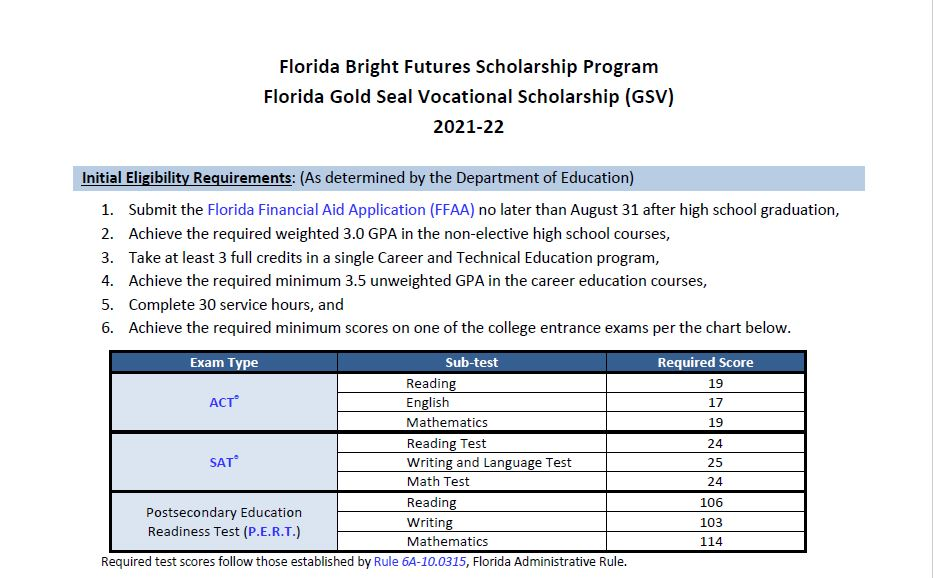 Florida Bright Futures Scholarship Program
Florida Gold Seal Vocational Scholarship (GSV)
2021-22
Initial Eligibility Requirements: (As determined by the Department of Education)
1. Submit the Florida Financial Aid Application (FFAA) no later than August 31 after high school graduation,
2. Achieve the required weighted 3.0 GPA in the non-elective high school courses,
3. Take at least 3 full credits in a single Career and Technical Education program,
4. Achieve the required minimum 3.5 unweighted GPA in the career education courses,
5. Complete 30 service hours, and
6. Achieve the required minimum scores on one of the college entrance exams per the chart below.
Exam Type Sub-test Required Score
ACT® Reading 19
English 17
Mathematics 19
SAT® Reading Test 24
Writing and Language Test 25
Math Test 24
Postsecondary Education Readiness Test (P.E.R.T.) Reading 106
Writing 103
Mathematics 114
Required test scores follow those established by Rule 6A-10.0315, Florida Administrative Rule.